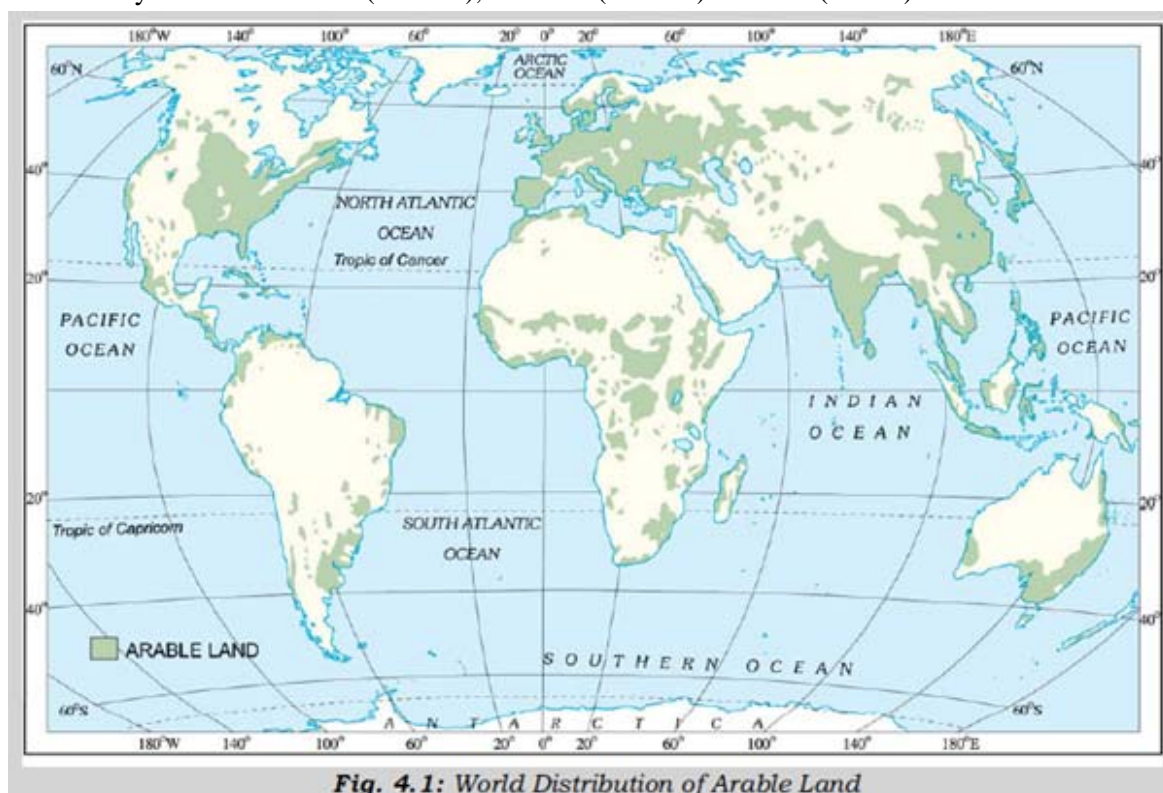 180°W 140° 100° 60° 20° 0° 20° 60° 100° 140° 180°E
ARCTIC
OCEAN
60°N 60°N
40° 40°
NORTH ATLANTIC
OCEAN
Tropic of Cancer
20° 20°
PACIFIC
OCEAN
PACIFIC
OCEAN
INDIAN
OCEAN
20° 20°
Tropic of Capricorn
SOUTH ATLANTIC
OCEAN
40° 40°
ARABLE LAND
SOUTHERN OCEAN
60°S 60°S
ANTARCTICA
180°W 140° 100° 60° 20° 0° 20° 60° 100° 140° 180°E
Fig. 4.1: World Distribution of Arable Land